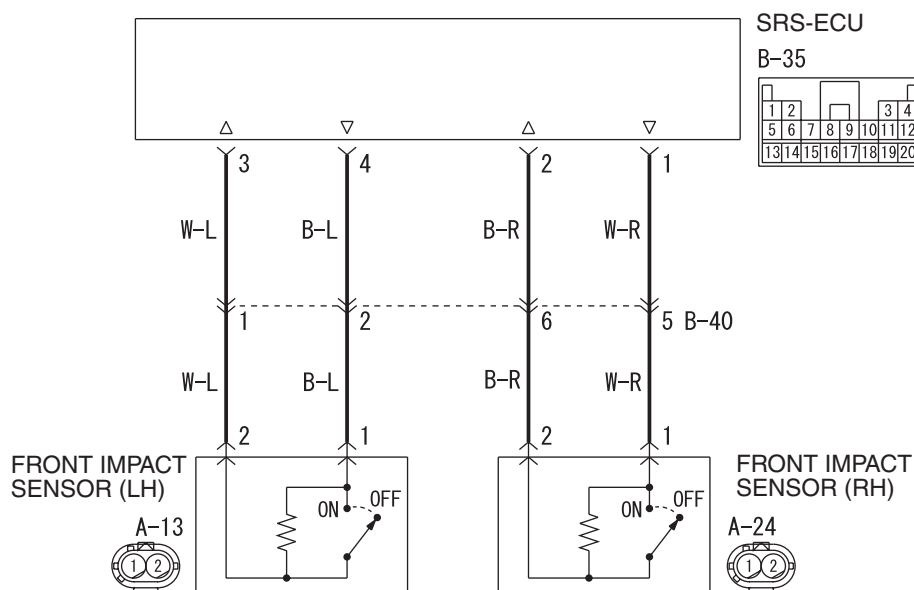 SRS-ECU
B-35
1 2 3 4
5 6 7 8 9 10 11 12
13 14 15 16 17 18 19 20
3 4 2 1
W-L B-L B-R W-R
1 2 6 5 B-40
W-L B-L B-R W-R
2 1 2 1
FRONT IMPACT
SENSOR (LH)
A-13
1 2
ON OFF
ON OFF
FRONT IMPACT
SENSOR (RH)
A-24
1 2